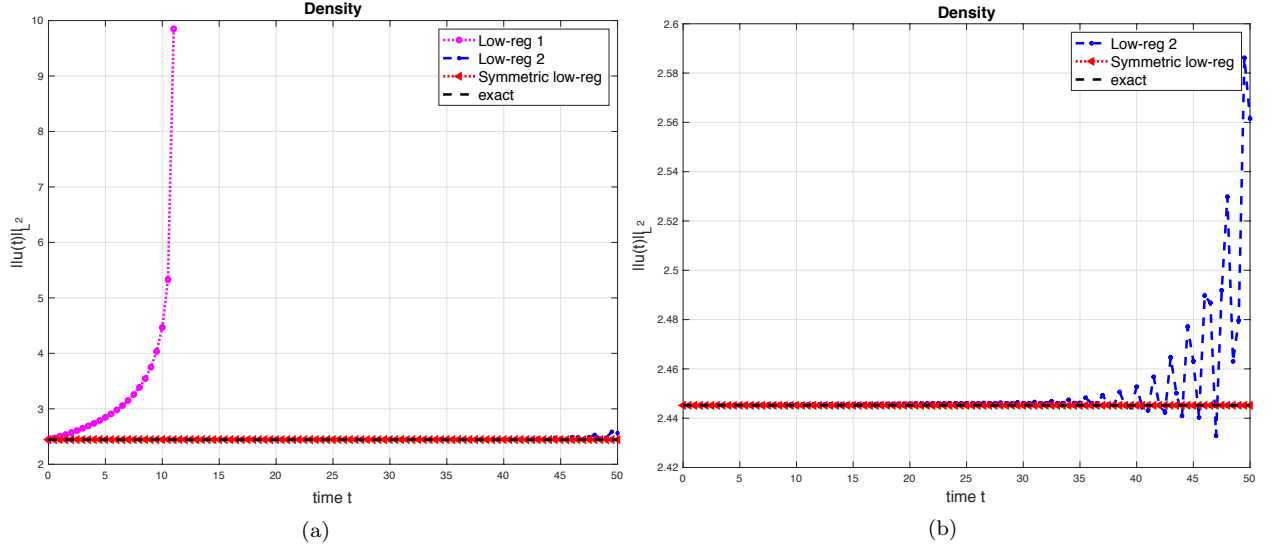 Density
10
9
8
7
6
5
4
3
2
0 5 10 15 20 25 30 35 40 45 50
||u(t)||_L2
time t
Low-reg 1
Low-reg 2
Symmetric low-reg
exact
(a)
Density
2.6
2.58
2.56
2.54
2.52
2.5
2.48
2.46
2.44
2.42
0 5 10 15 20 25 30 35 40 45 50
||u(t)||_L2
time t
Low-reg 2
Symmetric low-reg
exact
(b)